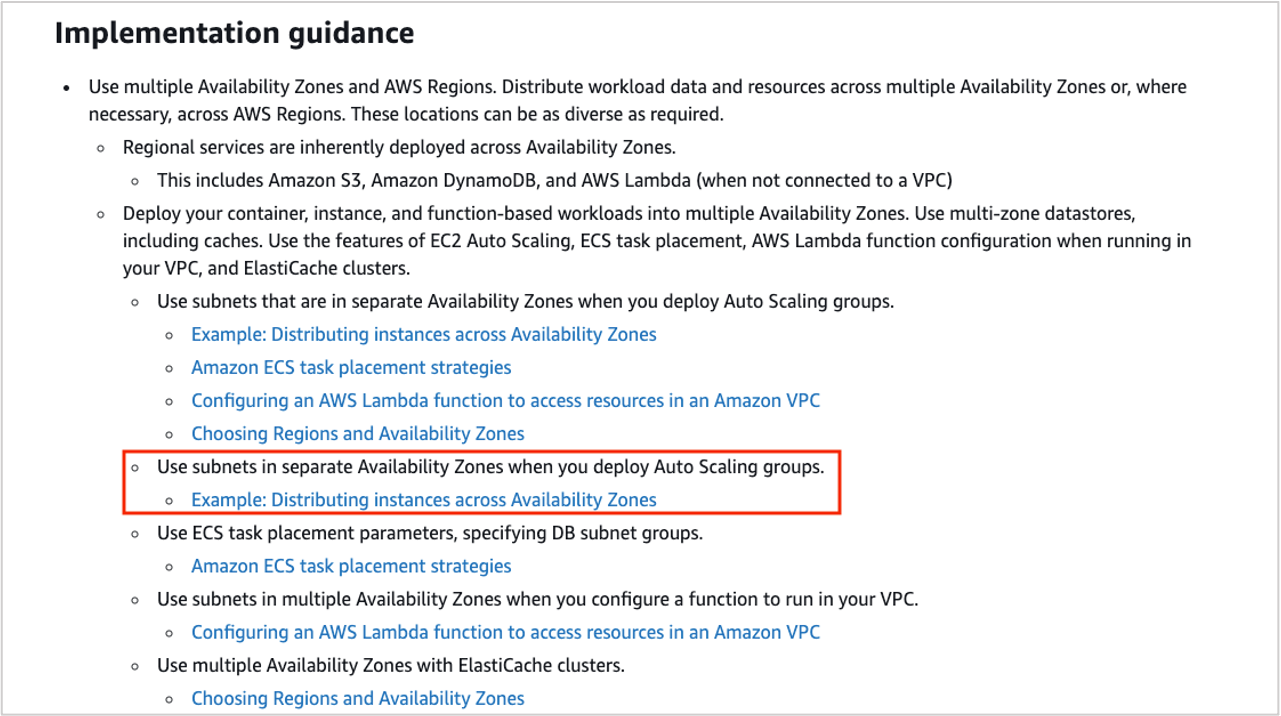 Implementation guidance
• Use multiple Availability Zones and AWS Regions. Distribute workload data and resources across multiple Availability Zones or, where
necessary, across AWS Regions. These locations can be as diverse as required.
◦ Regional services are inherently deployed across Availability Zones.
◦ This includes Amazon S3, Amazon DynamoDB, and AWS Lambda (when not connected to a VPC)
◦ Deploy your container, instance, and function-based workloads into multiple Availability Zones. Use multi-zone datastores,
including caches. Use the features of EC2 Auto Scaling, ECS task placement, AWS Lambda function configuration when running in
your VPC, and ElastiCache clusters.
◦ Use subnets that are in separate Availability Zones when you deploy Auto Scaling groups.
◦ Example: Distributing instances across Availability Zones
◦ Amazon ECS task placement strategies
◦ Configuring an AWS Lambda function to access resources in an Amazon VPC
◦ Choosing Regions and Availability Zones
◦ Use subnets in separate Availability Zones when you deploy Auto Scaling groups.
◦ Example: Distributing instances across Availability Zones
◦ Use ECS task placement parameters, specifying DB subnet groups.
◦ Amazon ECS task placement strategies
◦ Use subnets in multiple Availability Zones when you configure a function to run in your VPC.
◦ Configuring an AWS Lambda function to access resources in an Amazon VPC
◦ Use multiple Availability Zones with ElastiCache clusters.
◦ Choosing Regions and Availability Zones